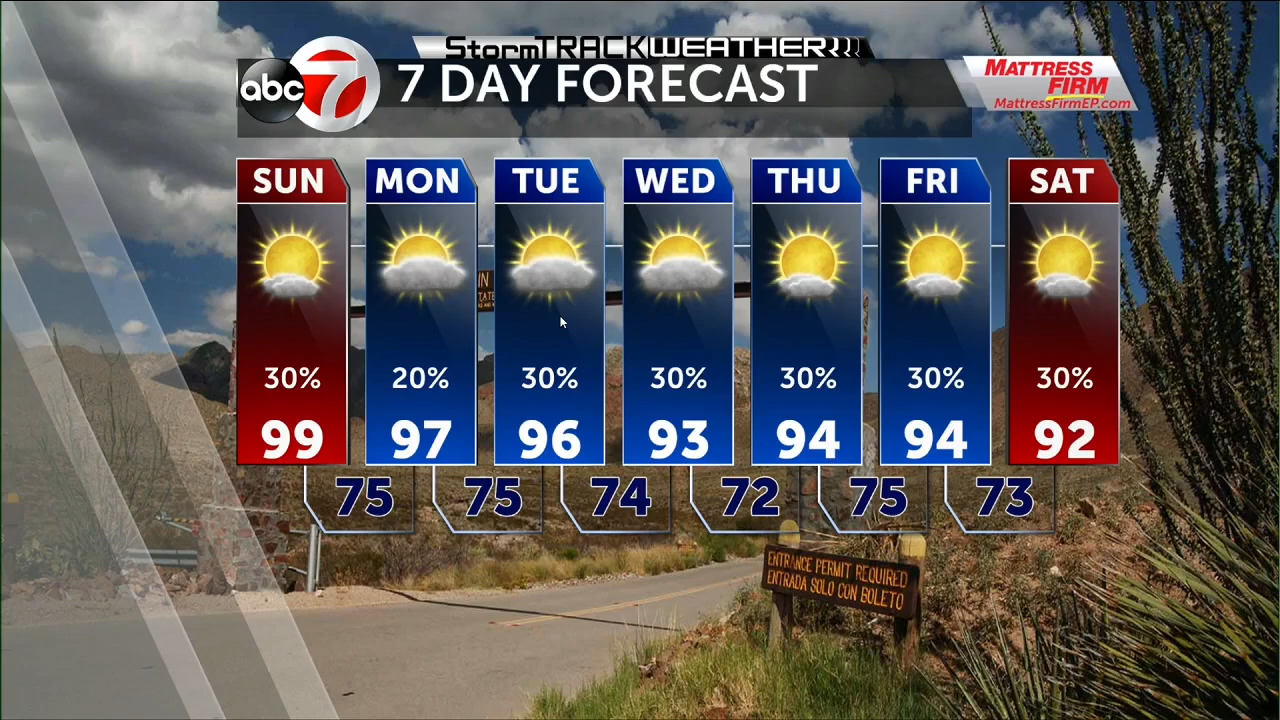 StormTRACKWEATHER
abc 7
7 DAY FORECAST
MATTRESS
FIRM
MattressFirmEP.com
SUN MON TUE WED THU FRI SAT
30% 20% 30% 30% 30% 30% 30%
99 97 96 93 94 94 92
75 75 74 72 75 73
ENTRANCE PERMIT REQUIRED
ENTRADA SOLO CON BOLETO